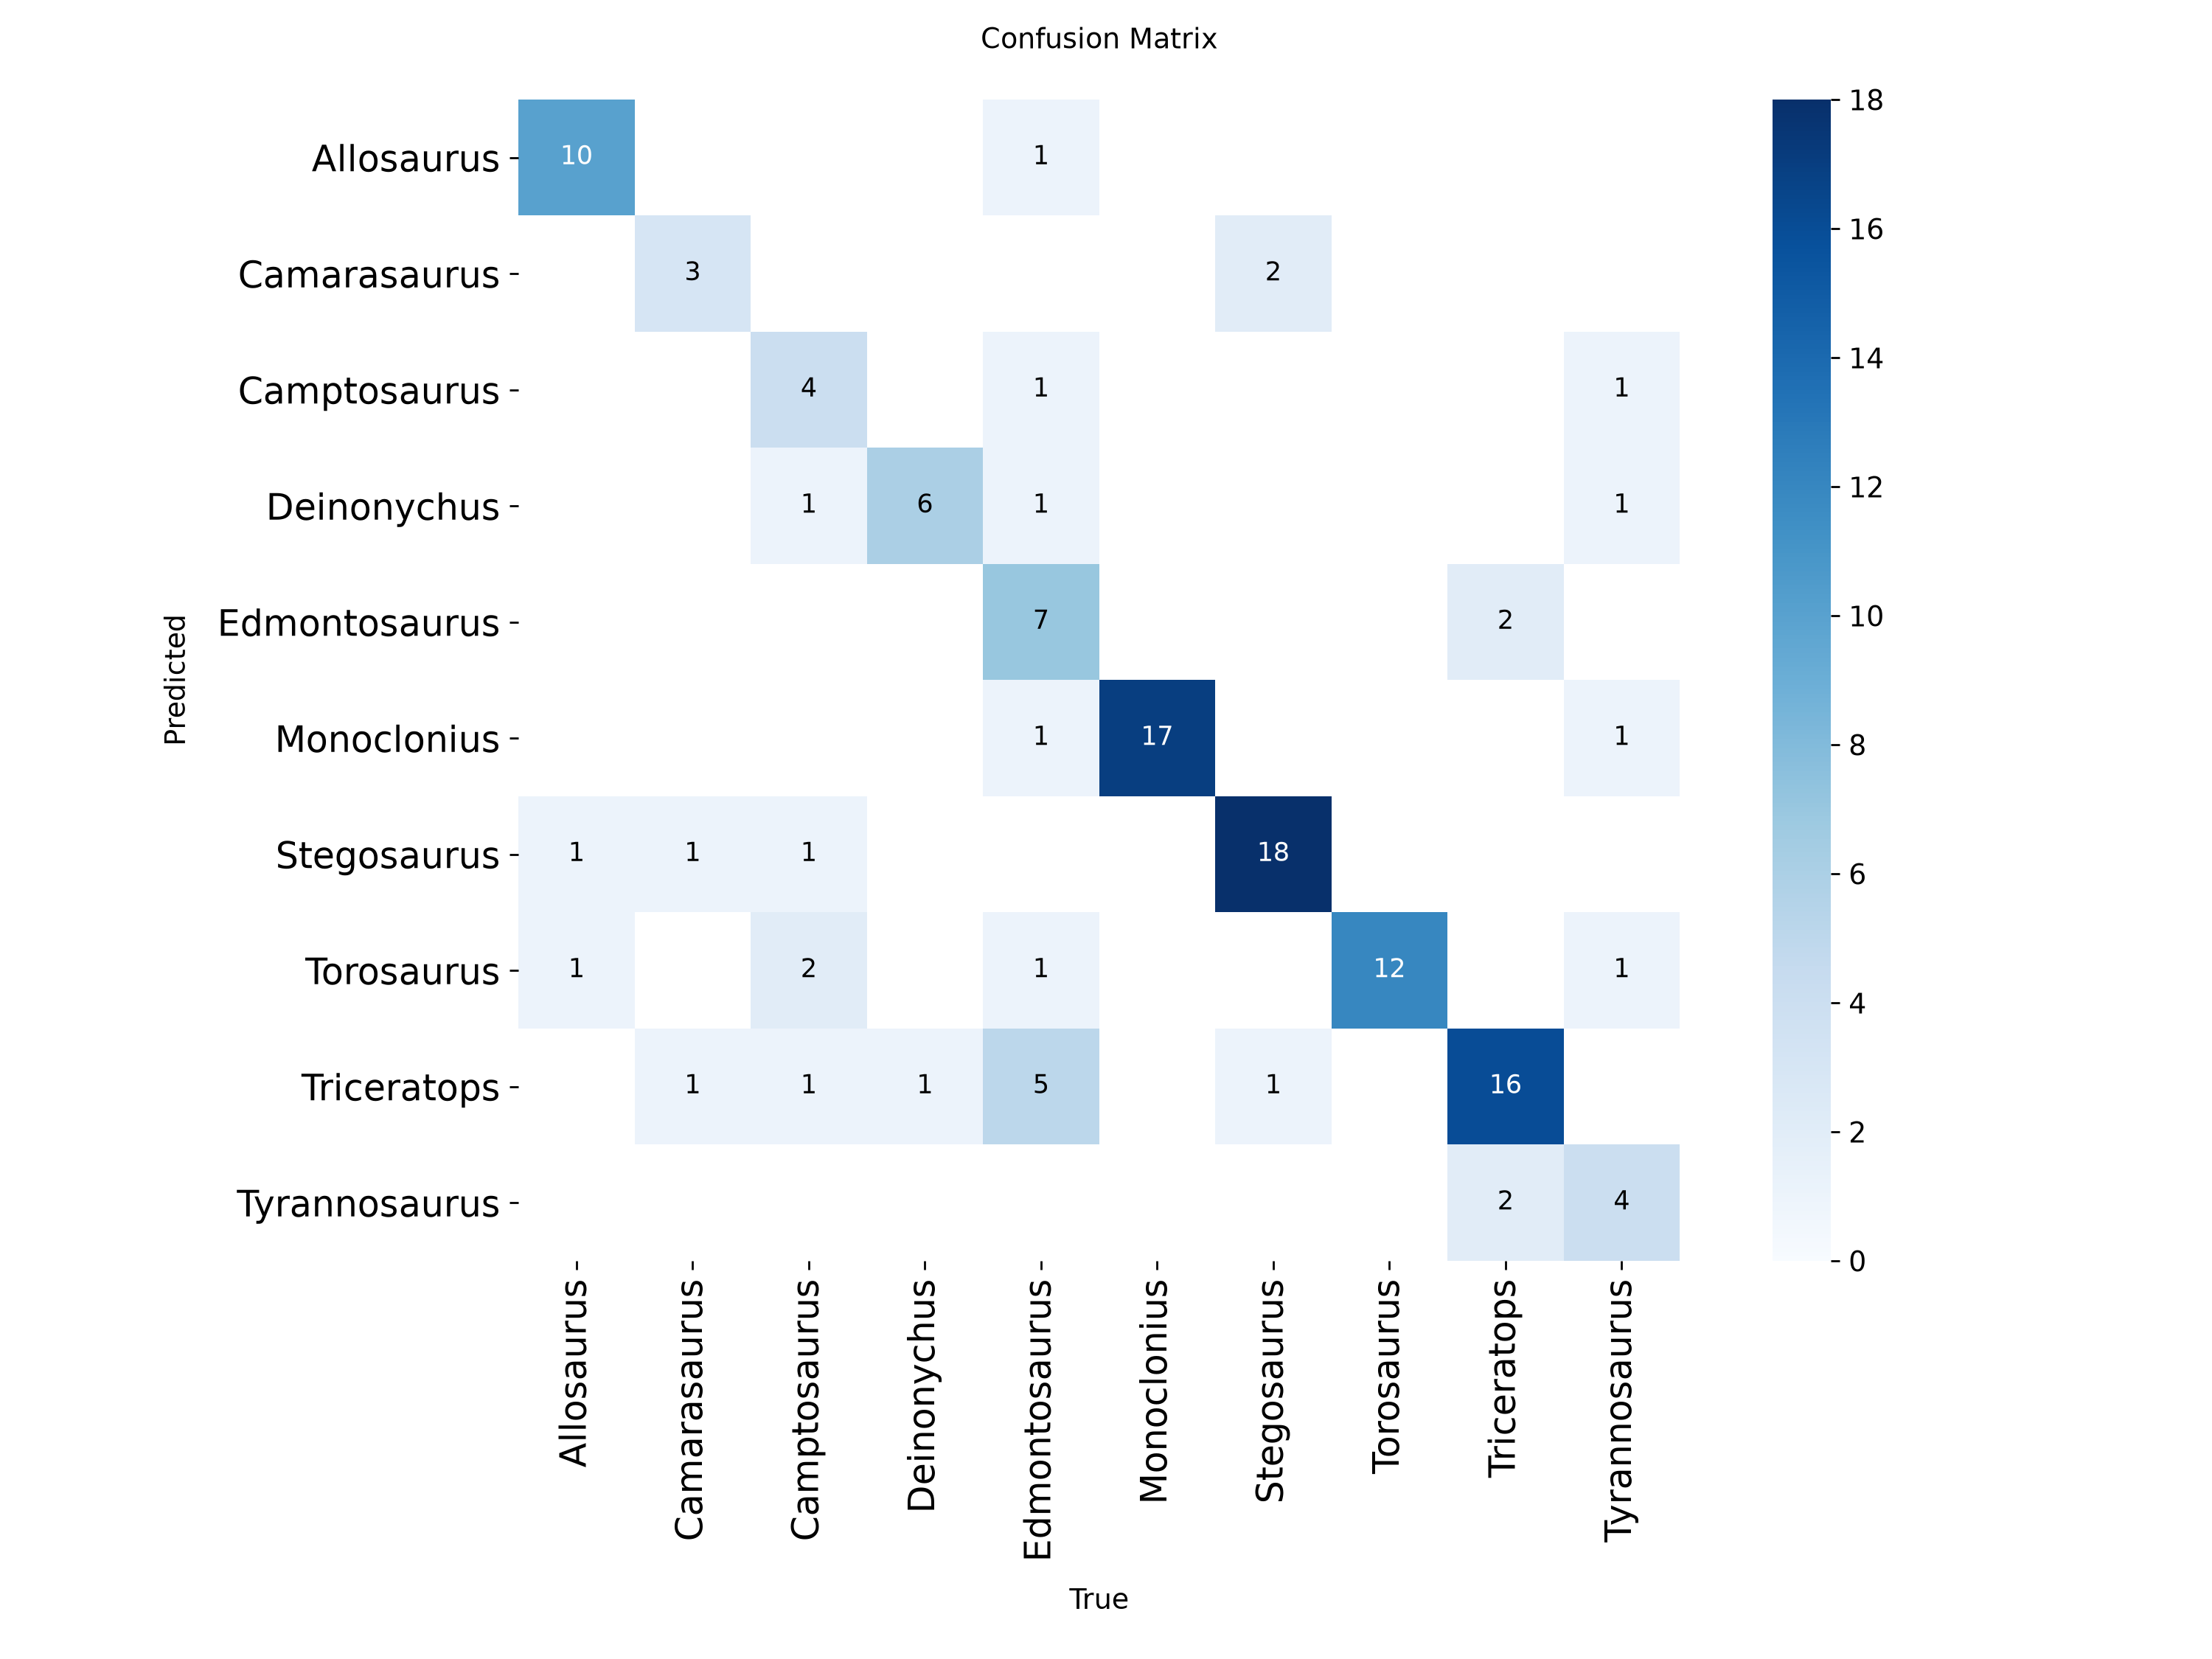 Confusion Matrix
Allosaurus 10 1
Camarasaurus 3 2
Camptosaurus 4 1 1
Deinonychus 1 6 1 1
Edmontosaurus 7 2
Monoclonius 1 17 1
Stegosaurus 1 1 1 18
Torosaurus 1 2 1 12 1
Triceratops 1 1 1 5 1 16
Tyrannosaurus 2 4
Predicted
Allosaurus
Camarasaurus
Camptosaurus
Deinonychus
Edmontosaurus
Monoclonius
Stegosaurus
Torosaurus
Triceratops
Tyrannosaurus
True
18
16
14
12
10
8
6
4
2
0